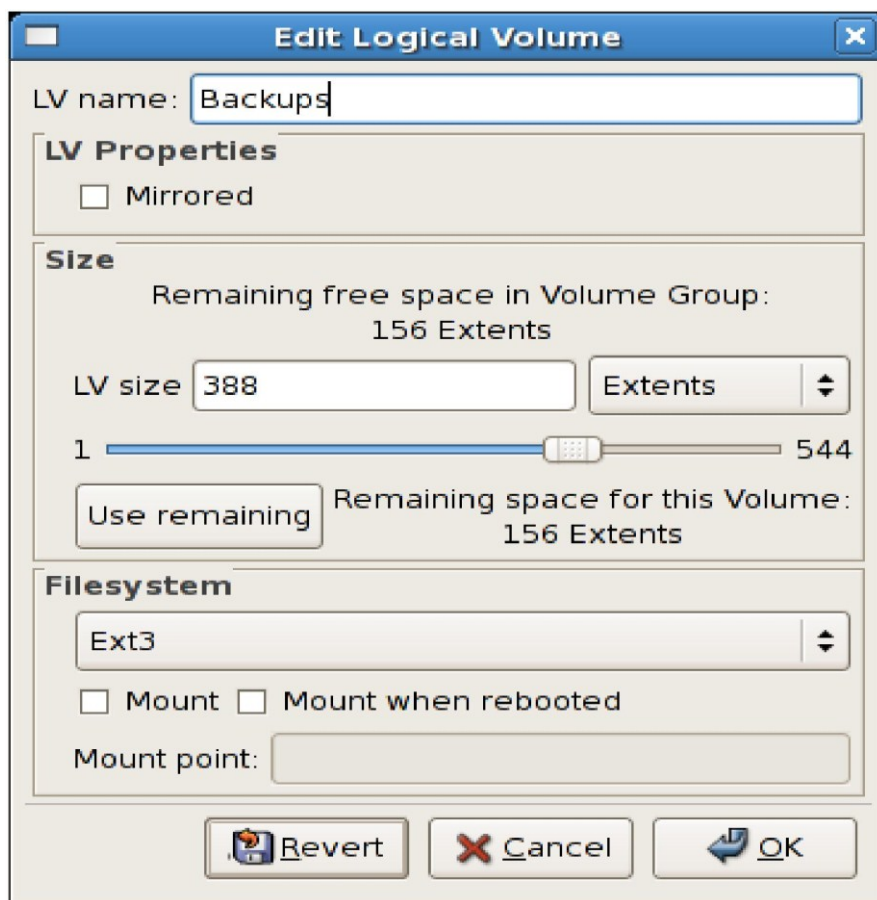 Edit Logical Volume
LV name: Backups
LV Properties
Mirrored
Size
Remaining free space in Volume Group:
156 Extents
LV size 388 Extents
1 544
Use remaining Remaining space for this Volume:
156 Extents
Filesystem
Ext3
Mount Mount when rebooted
Mount point:
Revert Cancel OK